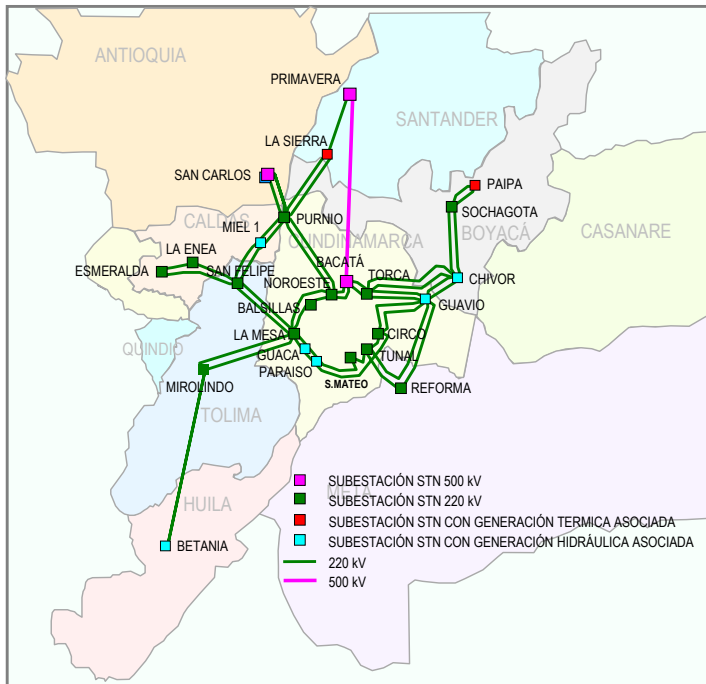 ANTIOQUIA
PRIMAVERA
SANTANDER
LA SIERRA
SAN CARLOS
PAIPA
SOCHAGOTA
CALDAS
PURNIO
MIEL 1
CUNDINAMARCA
BOYACÁ
CASANARE
LA ENEA
BACATÁ
ESMERALDA
SAN FELIPE
NOROESTE
TORCA
CHIVOR
BALSILLAS
GUAVIO
LA MESA
CIRCO
QUINDIO
GUACA
TUNAL
PARAISO
MIROLINDO
S.MATEO
REFORMA
TOLIMA
META
HUILA
BETANIA
SUBESTACIÓN STN 500 kV
SUBESTACIÓN STN 220 kV
SUBESTACIÓN STN CON GENERACIÓN TERMICA ASOCIADA
SUBESTACIÓN STN CON GENERACIÓN HIDRÁULICA ASOCIADA
220 kV
500 kV